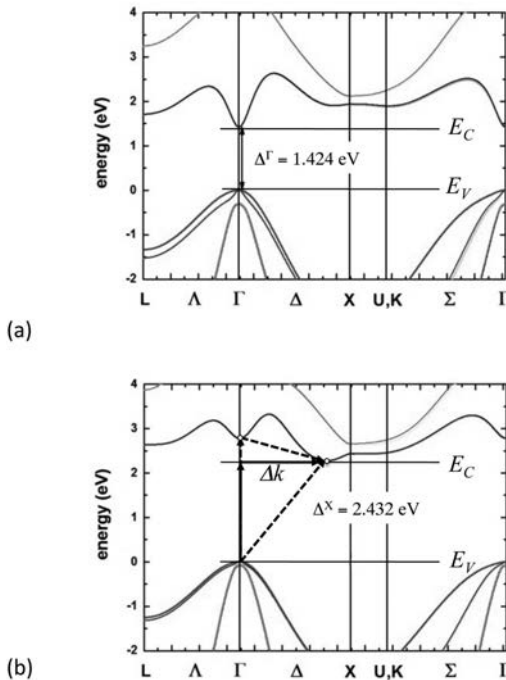 4
3
2
1
0
-1
-2
energy (eV)
E_C
Δ^Γ = 1.424 eV
E_V
L Λ Γ Δ X U,K Σ Γ
(a)
4
3
2
1
0
-1
-2
energy (eV)
E_C
Δk
Δ^X = 2.432 eV
E_V
L Λ Γ Δ X U,K Σ Γ
(b)